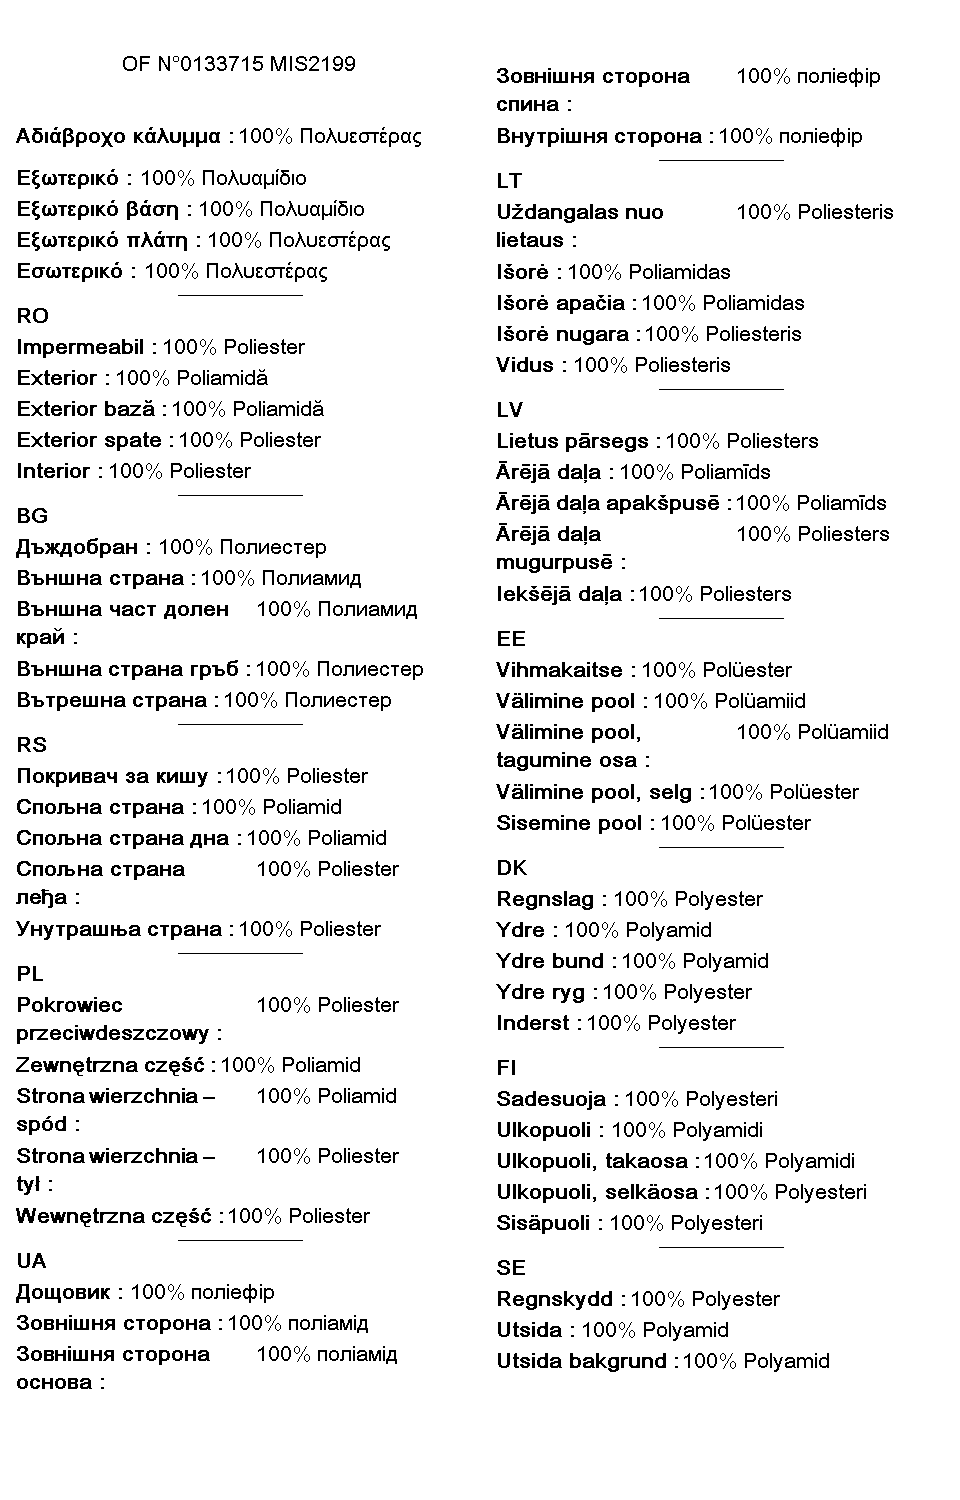 OF N°0133715 MIS2199
Αδιάβροχο κάλυμμα : 100% Πολυεστέρας
Εξωτερικό : 100% Πολυαμίδιο
Εξωτερικό βάση : 100% Πολυαμίδιο
Εξωτερικό πλάτη : 100% Πολυεστέρας
Εσωτερικό : 100% Πολυεστέρας
RO
Impermeabil : 100% Poliester
Exterior : 100% Poliamidă
Exterior bază : 100% Poliamidă
Exterior spate : 100% Poliester
Interior : 100% Poliester
BG
Дъждобран : 100% Полиестер
Външна страна : 100% Полиамид
Външна част долен 100% Полиамид
край :
Външна страна гръб : 100% Полиестер
Вътрешна страна : 100% Полиестер
RS
Покривач за кишу : 100% Poliester
Спољна страна : 100% Poliamid
Спољна страна дна : 100% Poliamid
Спољна страна 100% Poliester
леђа :
Унутрашња страна : 100% Poliester
PL
Pokrowiec 100% Poliester
przeciwdeszczowy :
Zewnętrzna część : 100% Poliamid
Strona wierzchnia – 100% Poliamid
spód :
Strona wierzchnia – 100% Poliester
tył :
Wewnętrzna część : 100% Poliester
UA
Дощовик : 100% поліефір
Зовнішня сторона : 100% поліамід
Зовнішня сторона 100% поліамід
основа :
Зовнішня сторона 100% поліефір
спина :
Внутрішня сторона : 100% поліефір
LT
Uždangalas nuo 100% Poliesteris
lietaus :
Išorė : 100% Poliamidas
Išorė apačia : 100% Poliamidas
Išorė nugara : 100% Poliesteris
Vidus : 100% Poliesteris
LV
Lietus pārsegs : 100% Poliesters
Ārējā daļa : 100% Poliamīds
Ārējā daļa apakšpusē : 100% Poliamīds
Ārējā daļa 100% Poliesters
mugurpusē :
Iekšējā daļa : 100% Poliesters
EE
Vihmakaitse : 100% Polüester
Välimine pool : 100% Polüamiid
Välimine pool, 100% Polüamiid
tagumine osa :
Välimine pool, selg : 100% Polüester
Sisemine pool : 100% Polüester
DK
Regnslag : 100% Polyester
Ydre : 100% Polyamid
Ydre bund : 100% Polyamid
Ydre ryg : 100% Polyester
Inderst : 100% Polyester
FI
Sadesuoja : 100% Polyesteri
Ulkopuoli : 100% Polyamidi
Ulkopuoli, takaosa : 100% Polyamidi
Ulkopuoli, selkäosa : 100% Polyesteri
Sisäpuoli : 100% Polyesteri
SE
Regnskydd : 100% Polyester
Utsida : 100% Polyamid
Utsida bakgrund : 100% Polyamid